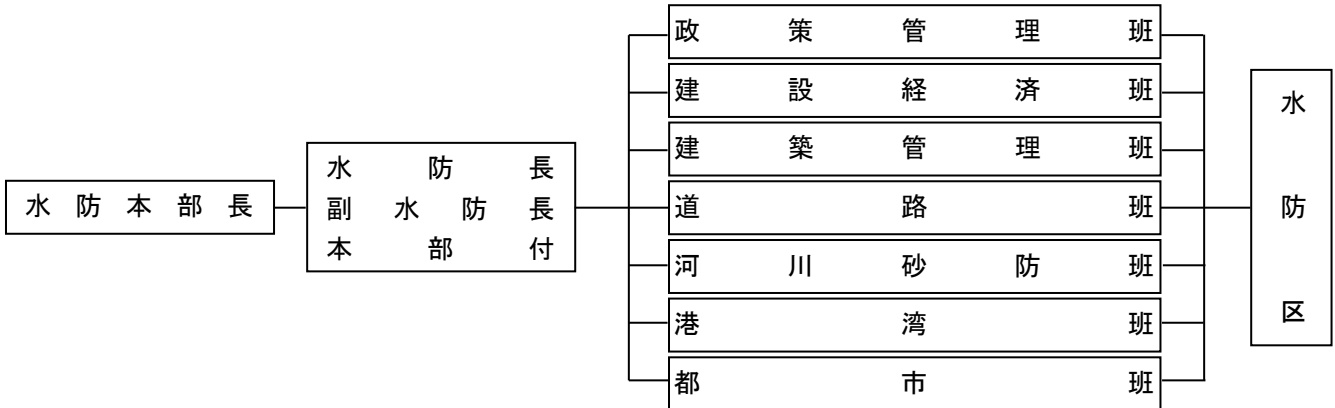 水防本部長
水防長
副水防長
本部付
政策管理班
建設経済班
建築管理班
道路班
河川砂防班
港湾班
都市班
水防区